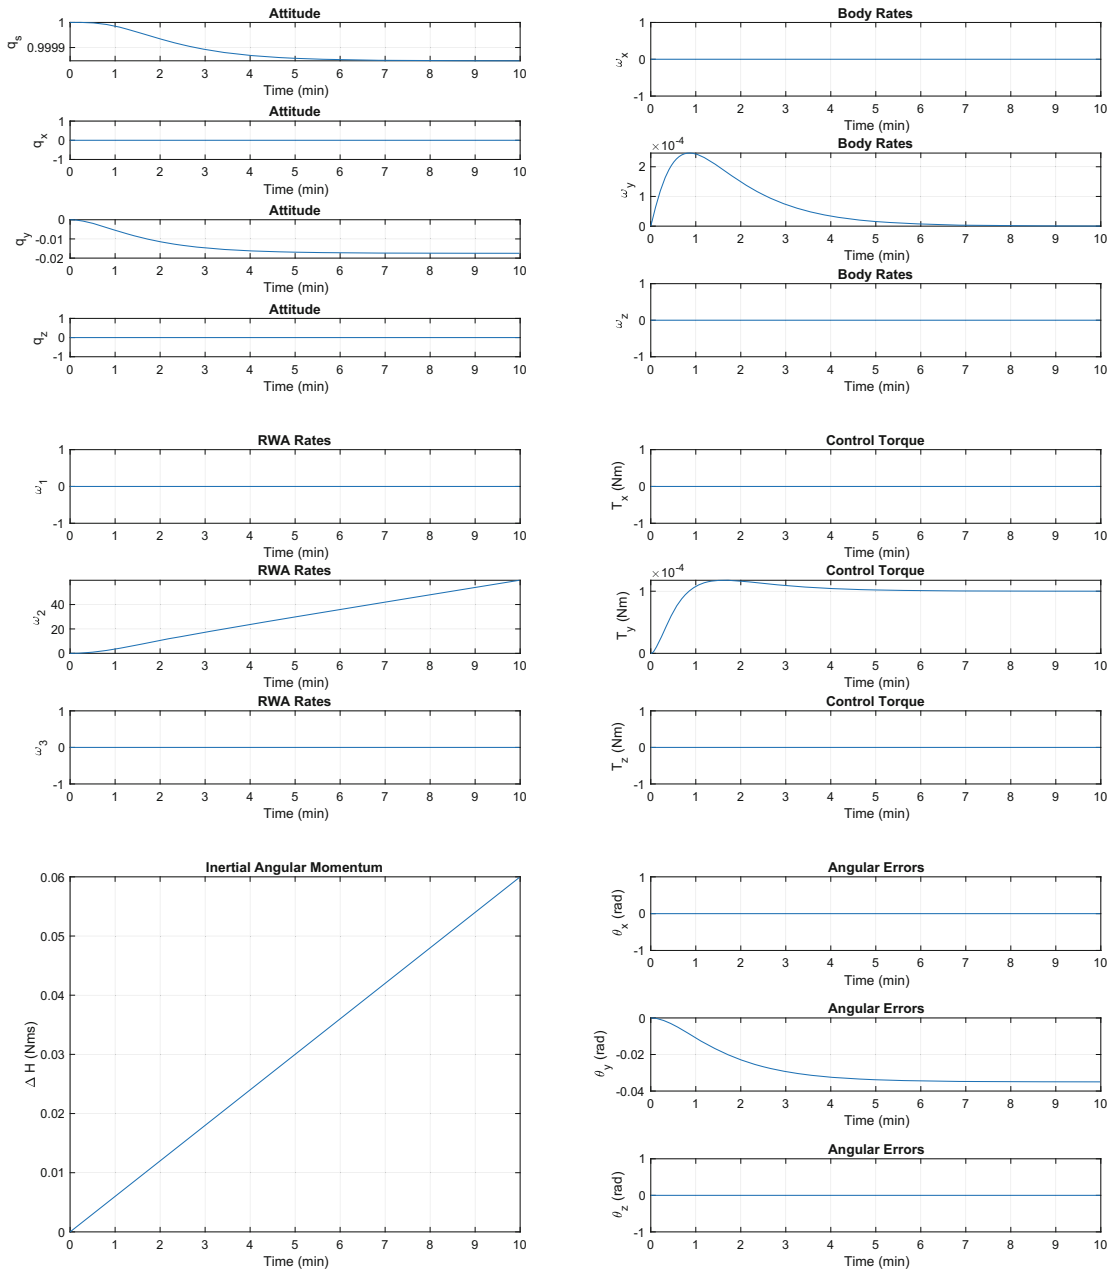 Attitude
q_s
1
0.9999
0 1 2 3 4 5 6 7 8 9 10
Time (min)
Attitude
q_x
1
0
-1
0 1 2 3 4 5 6 7 8 9 10
Time (min)
Attitude
q_y
0
-0.01
-0.02
0 1 2 3 4 5 6 7 8 9 10
Time (min)
Attitude
q_z
1
0
-1
0 1 2 3 4 5 6 7 8 9 10
Time (min)
Body Rates
ω_x
1
0
-1
0 1 2 3 4 5 6 7 8 9 10
Time (min)
×10^-4
Body Rates
ω_y
2
1
0
0 1 2 3 4 5 6 7 8 9 10
Time (min)
Body Rates
ω_z
1
0
-1
0 1 2 3 4 5 6 7 8 9 10
Time (min)
RWA Rates
ω_1
1
0
-1
0 1 2 3 4 5 6 7 8 9 10
Time (min)
RWA Rates
ω_2
40
20
0
0 1 2 3 4 5 6 7 8 9 10
Time (min)
RWA Rates
ω_3
1
0
-1
0 1 2 3 4 5 6 7 8 9 10
Time (min)
Control Torque
T_x (Nm)
1
0
-1
0 1 2 3 4 5 6 7 8 9 10
Time (min)
×10^-4
Control Torque
T_y (Nm)
1
0
0 1 2 3 4 5 6 7 8 9 10
Time (min)
Control Torque
T_z (Nm)
1
0
-1
0 1 2 3 4 5 6 7 8 9 10
Time (min)
Inertial Angular Momentum
Δ H (Nms)
0.06
0.05
0.04
0.03
0.02
0.01
0
0 1 2 3 4 5 6 7 8 9 10
Time (min)
Angular Errors
θ_x (rad)
1
0
-1
0 1 2 3 4 5 6 7 8 9 10
Time (min)
Angular Errors
θ_y (rad)
0
-0.02
-0.04
0 1 2 3 4 5 6 7 8 9 10
Time (min)
Angular Errors
θ_z (rad)
1
0
-1
0 1 2 3 4 5 6 7 8 9 10
Time (min)